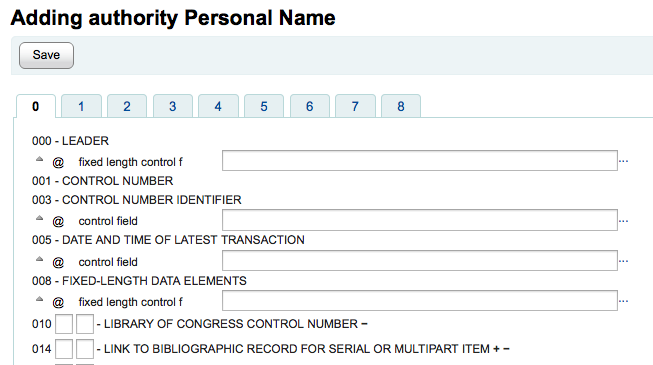 Adding authority Personal Name
Save
0 1 2 3 4 5 6 7 8
000 - LEADER
@ fixed length control f ...
001 - CONTROL NUMBER
003 - CONTROL NUMBER IDENTIFIER
@ control field ...
005 - DATE AND TIME OF LATEST TRANSACTION
@ control field ...
008 - FIXED-LENGTH DATA ELEMENTS
@ fixed length control f ...
010 - LIBRARY OF CONGRESS CONTROL NUMBER −
014 - LINK TO BIBLIOGRAPHIC RECORD FOR SERIAL OR MULTIPART ITEM + −